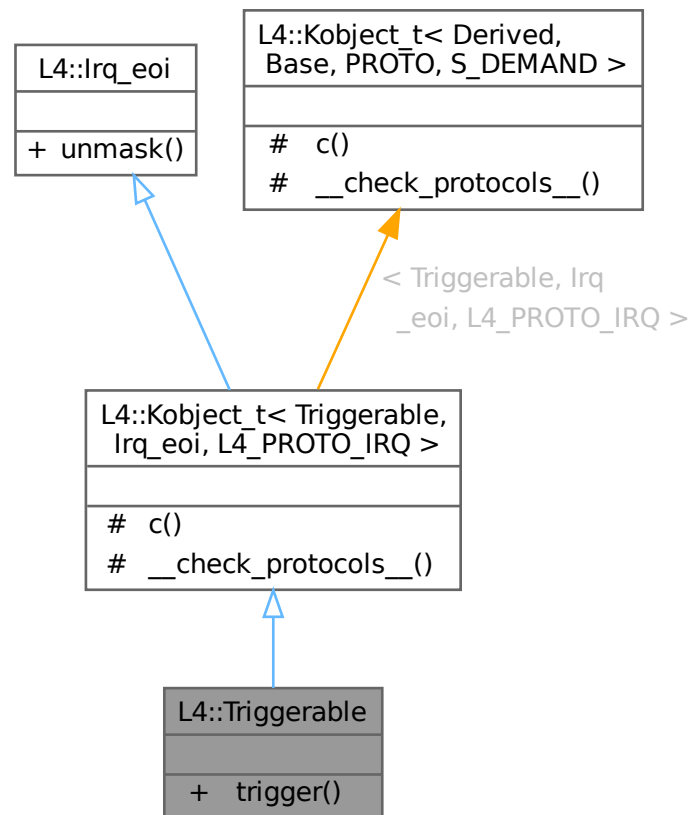 L4::Irq_eoi
+ unmask()
L4::Kobject_t< Derived,
Base, PROTO, S_DEMAND >
# c()
# __check_protocols__()
< Triggerable, Irq
_eoi, L4_PROTO_IRQ >
L4::Kobject_t< Triggerable,
Irq_eoi, L4_PROTO_IRQ >
# c()
# __check_protocols__()
L4::Triggerable
+ trigger()